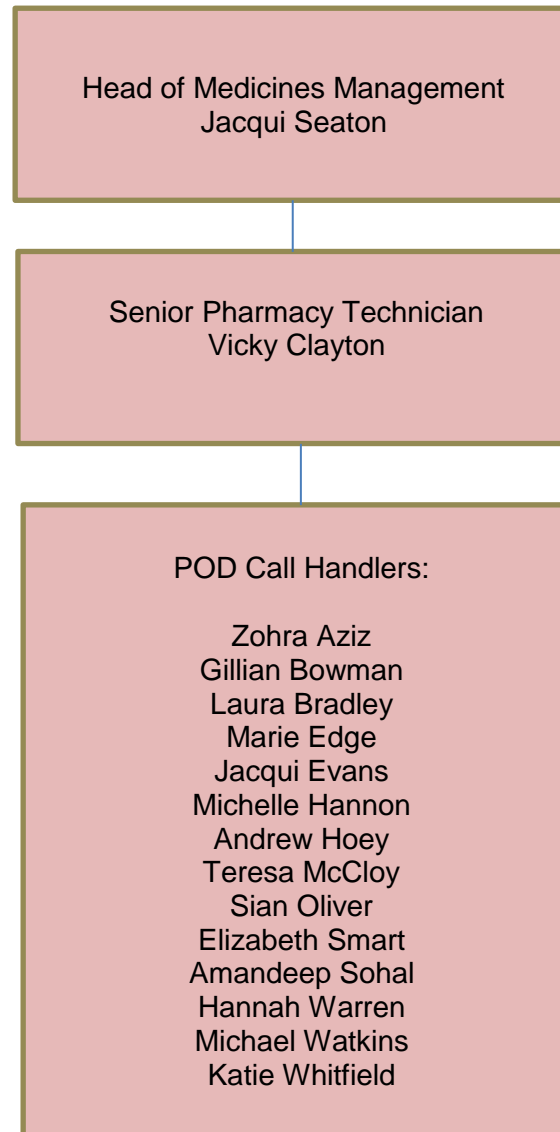 Head of Medicines Management
Jacqui Seaton
Senior Pharmacy Technician
Vicky Clayton
POD Call Handlers:
Zohra Aziz
Gillian Bowman
Laura Bradley
Marie Edge
Jacqui Evans
Michelle Hannon
Andrew Hoey
Teresa McCloy
Sian Oliver
Elizabeth Smart
Amandeep Sohal
Hannah Warren
Michael Watkins
Katie Whitfield